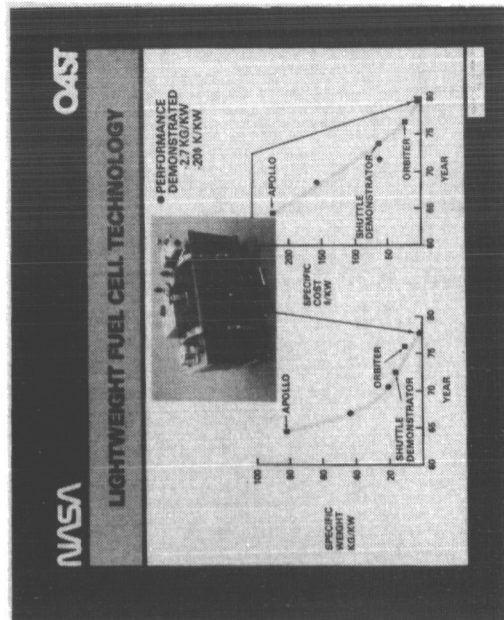 NASA
OAST
LIGHTWEIGHT FUEL CELL TECHNOLOGY
● PERFORMANCE
DEMONSTRATED
-2.7 KG/KW
SPECIFIC
WEIGHT
KG/KW
100
80
60
40
20
APOLLO
ORBITER
SHUTTLE
DEMONSTRATOR
60
65
70
75
80
YEAR
SPECIFIC
COST
200
150
100
50
APOLLO
SHUTTLE
DEMONSTRATOR
ORBITER
60
65
70
75
80
YEAR